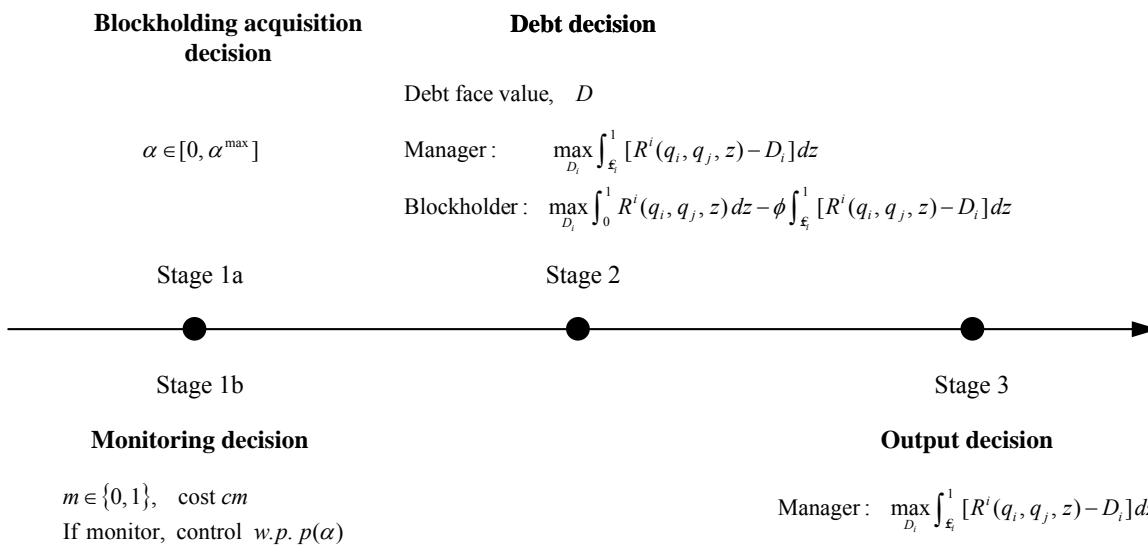 Blockholding acquisition
decision
Debt decision
Debt face value, D
α ∈ [0, α^max]
Manager : max_{D_i} ∫_{£_i}^{1} [R^i(q_i, q_j, z) − D_i] dz
Blockholder : max_{D_i} ∫_{0}^{1} R^i(q_i, q_j, z) dz − ϕ ∫_{£_i}^{1} [R^i(q_i, q_j, z) − D_i] dz
Stage 1a
Stage 2
Stage 1b
Stage 3
Monitoring decision
Output decision
m ∈ {0, 1}, cost cm
If monitor, control w.p. p(α)
Manager : max_{D_i} ∫_{£_i}^{1} [R^i(q_i, q_j, z) − D_i] dz